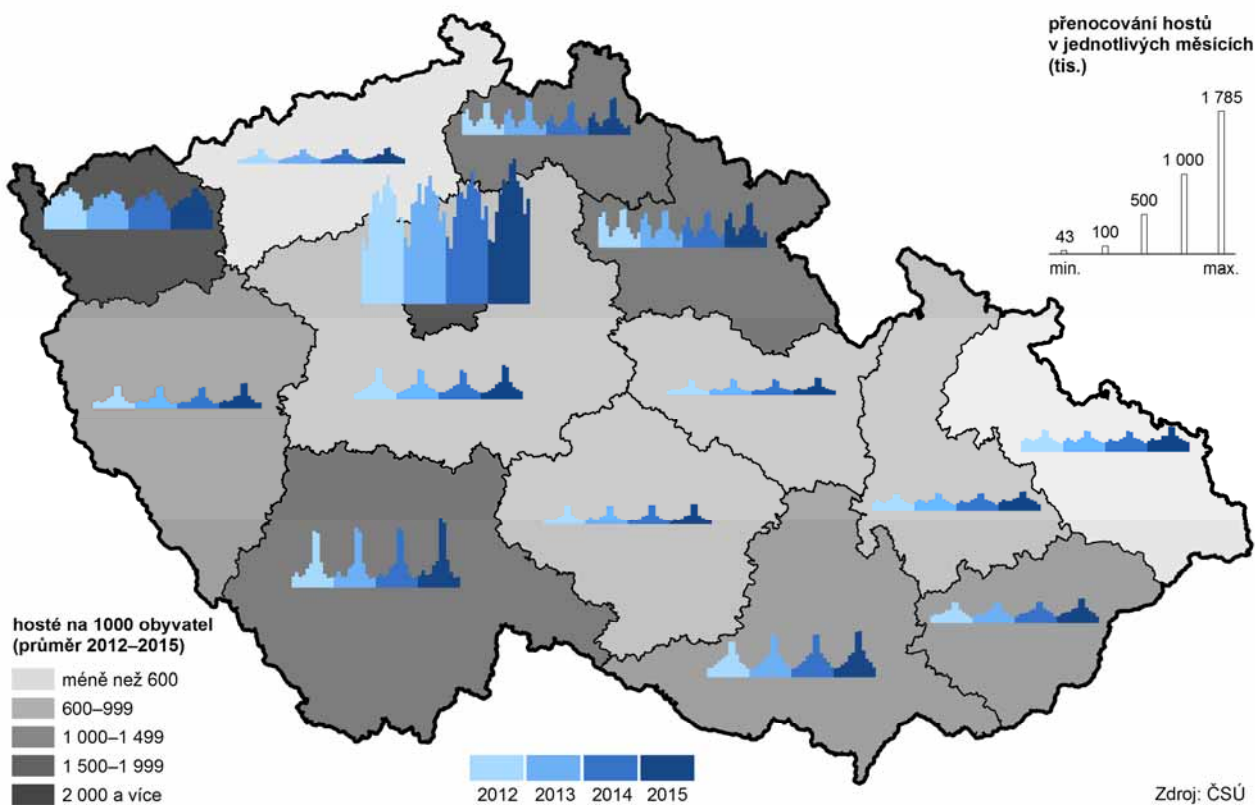 přenocování hostů
v jednotlivých měsících
(tis.)
1 785
1 000
500
100
43
min.
max.
hosté na 1000 obyvatel
(průměr 2012–2015)
méně než 600
600–999
1 000–1 499
1 500–1 999
2 000 a více
2012 2013 2014 2015
Zdroj: ČSÚ